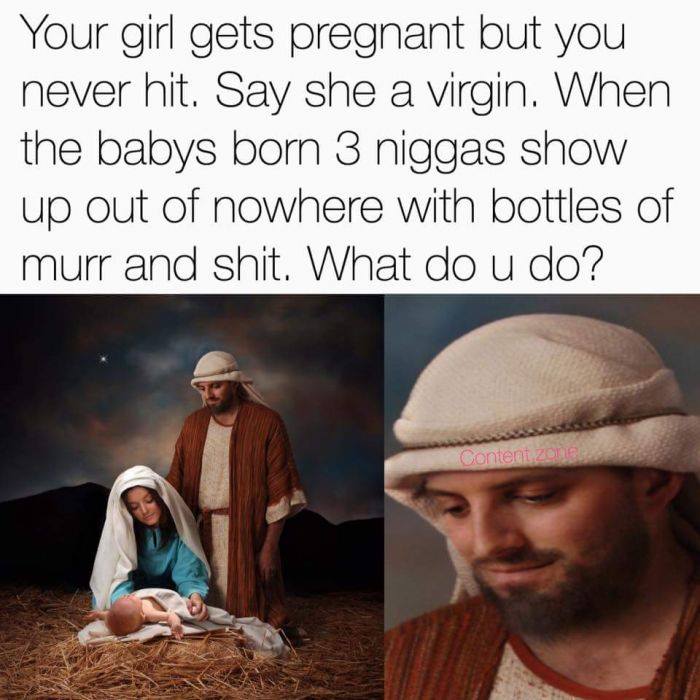 Your girl gets pregnant but you
never hit. Say she a virgin. When
the babys born 3 niggas show
up out of nowhere with bottles of
murr and shit. What do u do?
Content.zone